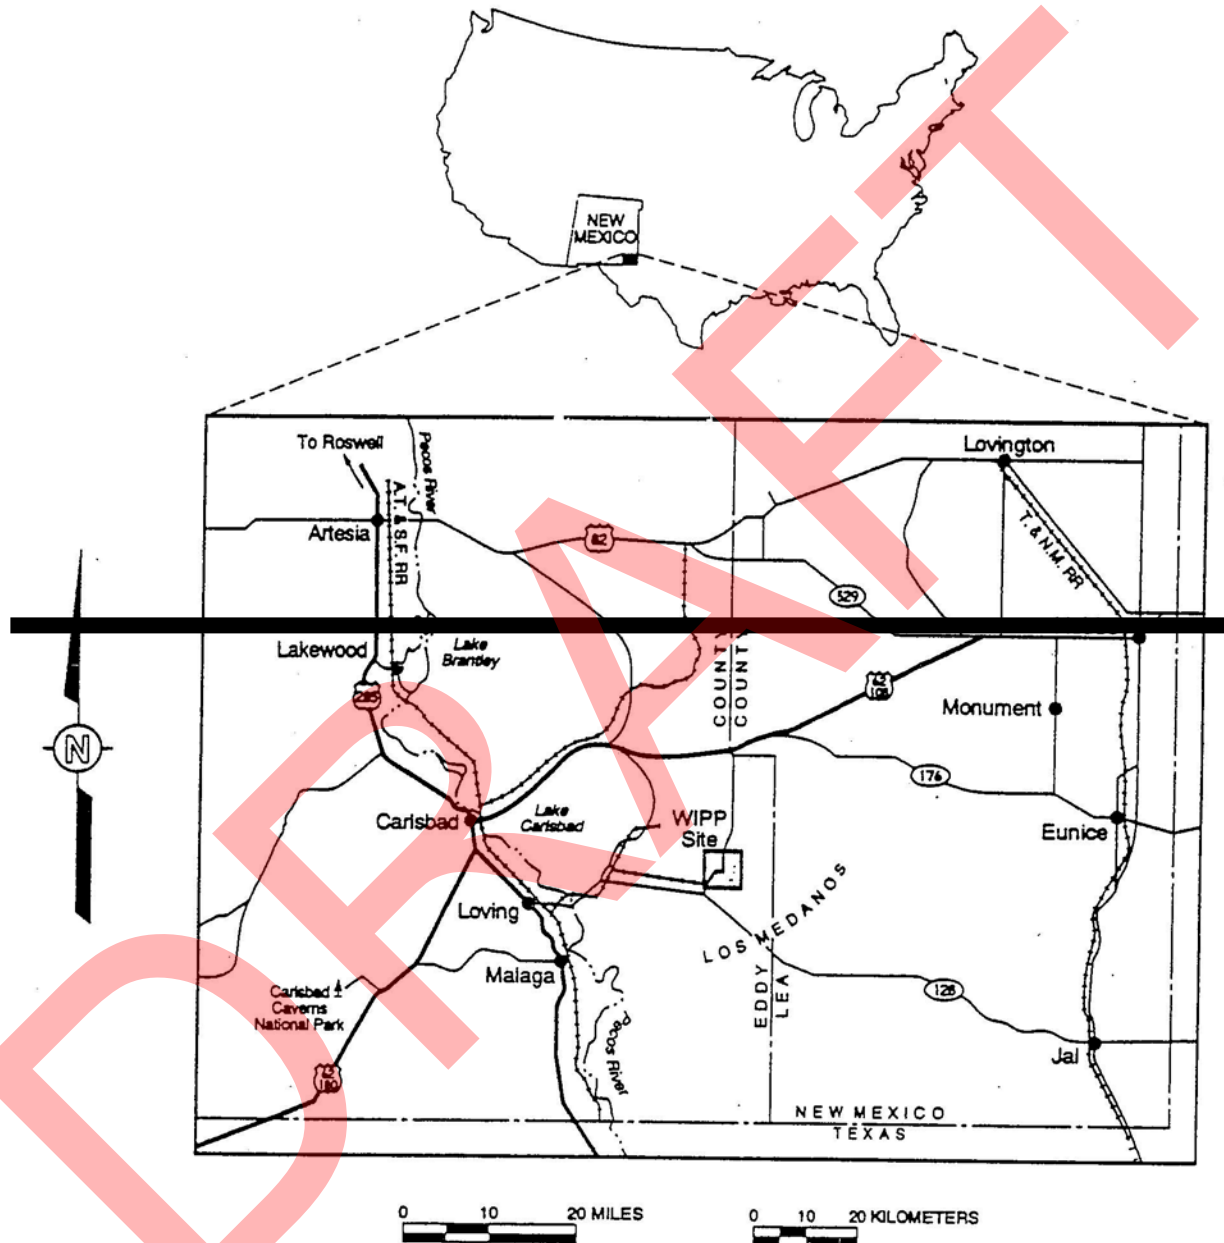 NEW
MEXICO
To Roswell
Pecos River
A.T. & S.F. RR
Lovington
Artesia
82
T. & N.M. RR
529
Lakewood
Lake
Brantley
285
COUNTY
COUNTY
62
Monument
N
176
Carlsbad
Lake
Carlsbad
WIPP
Site
Eunice
Loving
LOS MEDANOS
Malaga
EDDY
LEA
128
Carlsbad
Caverns
National Park
Pecos River
Jal
62
180
NEW MEXICO
TEXAS
0 10 20 MILES
0 10 20 KILOMETERS
DRAFT